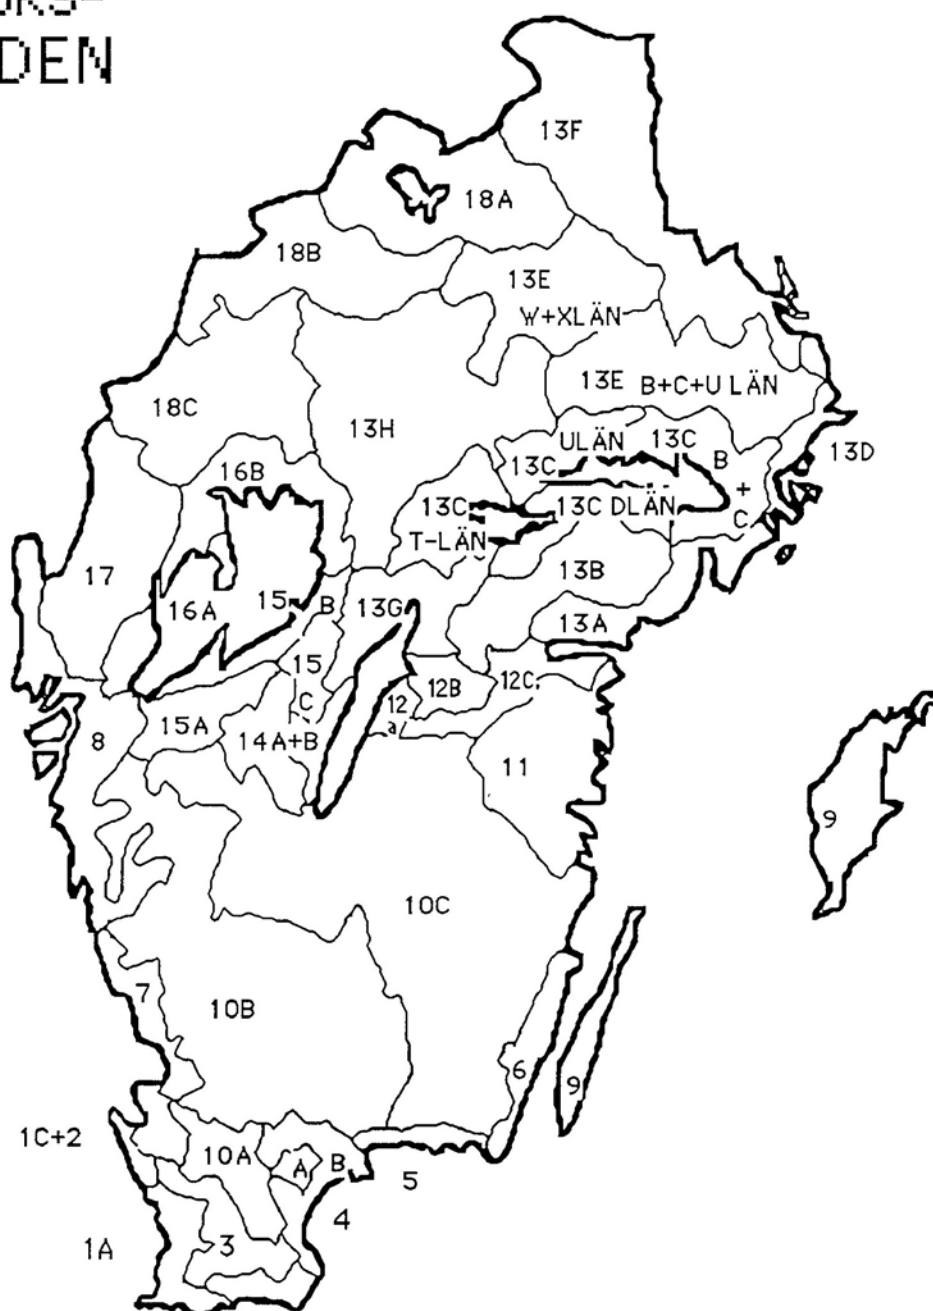 DEN
13F
18A
18B
13E
W+XLÄN
13E B+C+U LÄN
18C
13H
ULÄN
13C
13D
16B
13C
B
+
C
13C
13C DLÄN
T-LÄN
17
13B
16A
15
B
13G
13A
15
C
12B
12C
12
a
8
15A
14A+B
11
9
10C
7
10B
6
9
1C+2
10A
A
B
5
4
3
1A